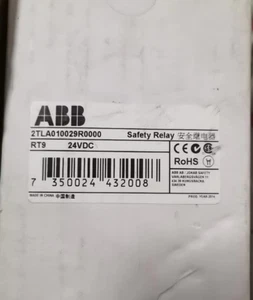 ABB
2TLA010029R0000 Safety Relay 安全继电器
RT9 24VDC
RoHS
7 350024 432008
MADE IN CHINA 中国制造